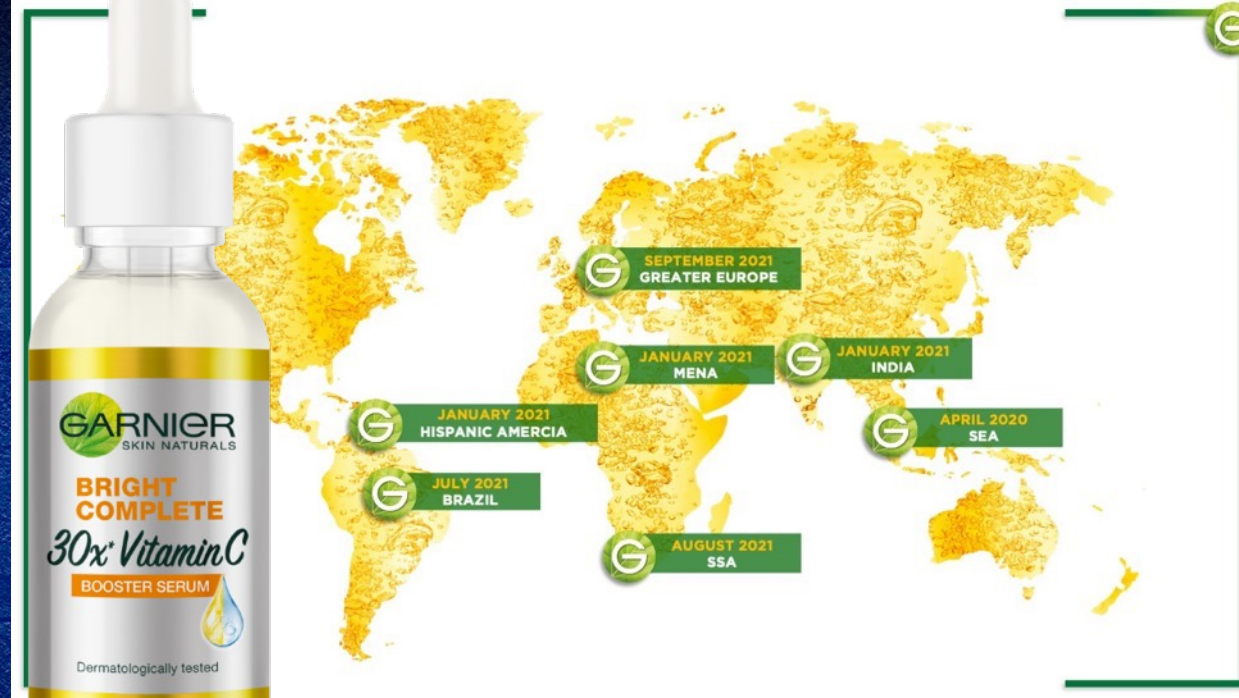 GARNIER
SKIN NATURALS
BRIGHT
COMPLETE
30x* Vitamin C
BOOSTER SERUM
Dermatologically tested
SEPTEMBER 2021
GREATER EUROPE
JANUARY 2021
MENA
JANUARY 2021
INDIA
JANUARY 2021
HISPANIC AMERCIA
APRIL 2020
SEA
JULY 2021
BRAZIL
AUGUST 2021
SSA
G
G
G
G
G
G
G
G